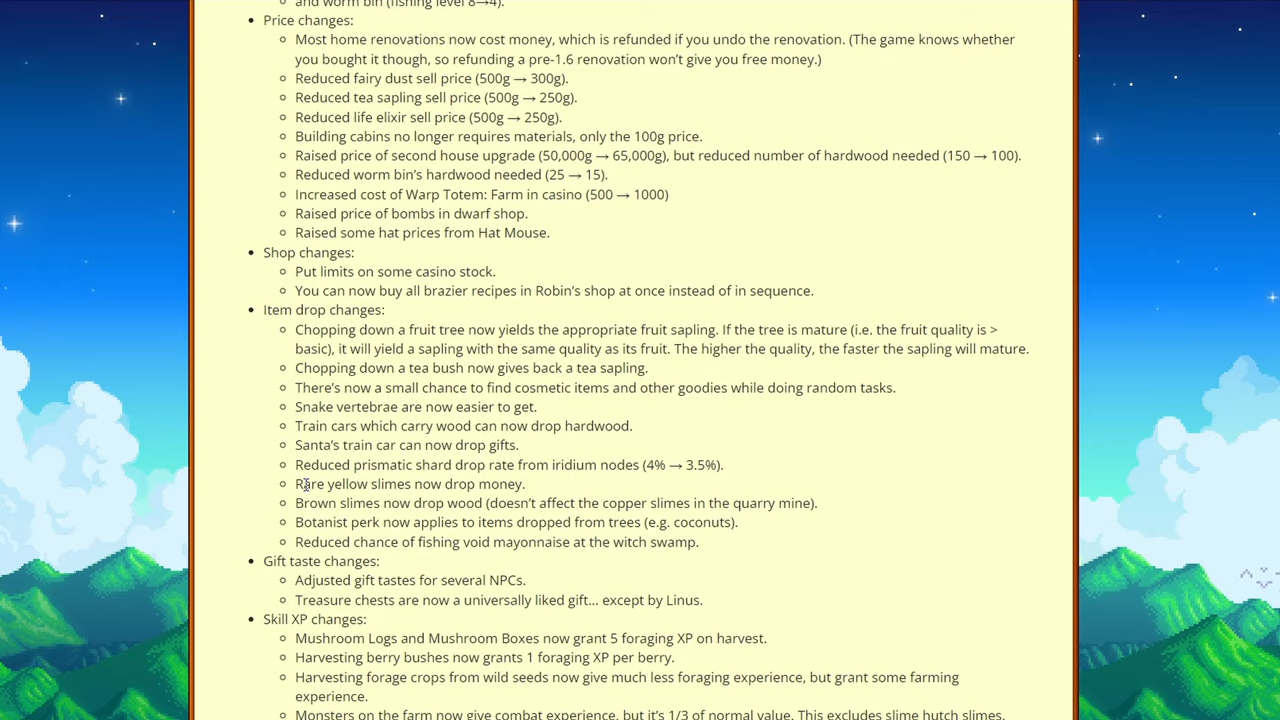 and worm bin (fishing level 8→4).
• Price changes:
◦ Most home renovations now cost money, which is refunded if you undo the renovation. (The game knows whether
you bought it though, so refunding a pre-1.6 renovation won’t give you free money.)
◦ Reduced fairy dust sell price (500g → 300g).
◦ Reduced tea sapling sell price (500g → 250g).
◦ Reduced life elixir sell price (500g → 250g).
◦ Building cabins no longer requires materials, only the 100g price.
◦ Raised price of second house upgrade (50,000g → 65,000g), but reduced number of hardwood needed (150 → 100).
◦ Reduced worm bin’s hardwood needed (25 → 15).
◦ Increased cost of Warp Totem: Farm in casino (500 → 1000)
◦ Raised price of bombs in dwarf shop.
◦ Raised some hat prices from Hat Mouse.
• Shop changes:
◦ Put limits on some casino stock.
◦ You can now buy all brazier recipes in Robin’s shop at once instead of in sequence.
• Item drop changes:
◦ Chopping down a fruit tree now yields the appropriate fruit sapling. If the tree is mature (i.e. the fruit quality is >
basic), it will yield a sapling with the same quality as its fruit. The higher the quality, the faster the sapling will mature.
◦ Chopping down a tea bush now gives back a tea sapling.
◦ There’s now a small chance to find cosmetic items and other goodies while doing random tasks.
◦ Snake vertebrae are now easier to get.
◦ Train cars which carry wood can now drop hardwood.
◦ Santa’s train car can now drop gifts.
◦ Reduced prismatic shard drop rate from iridium nodes (4% → 3.5%).
◦ Rare yellow slimes now drop money.
◦ Brown slimes now drop wood (doesn’t affect the copper slimes in the quarry mine).
◦ Botanist perk now applies to items dropped from trees (e.g. coconuts).
◦ Reduced chance of fishing void mayonnaise at the witch swamp.
• Gift taste changes:
◦ Adjusted gift tastes for several NPCs.
◦ Treasure chests are now a universally liked gift… except by Linus.
• Skill XP changes:
◦ Mushroom Logs and Mushroom Boxes now grant 5 foraging XP on harvest.
◦ Harvesting berry bushes now grants 1 foraging XP per berry.
◦ Harvesting forage crops from wild seeds now give much less foraging experience, but grant some farming
experience.
◦ Monsters on the farm now give combat experience, but it’s 1/3 of normal value. This excludes slime hutch slimes.